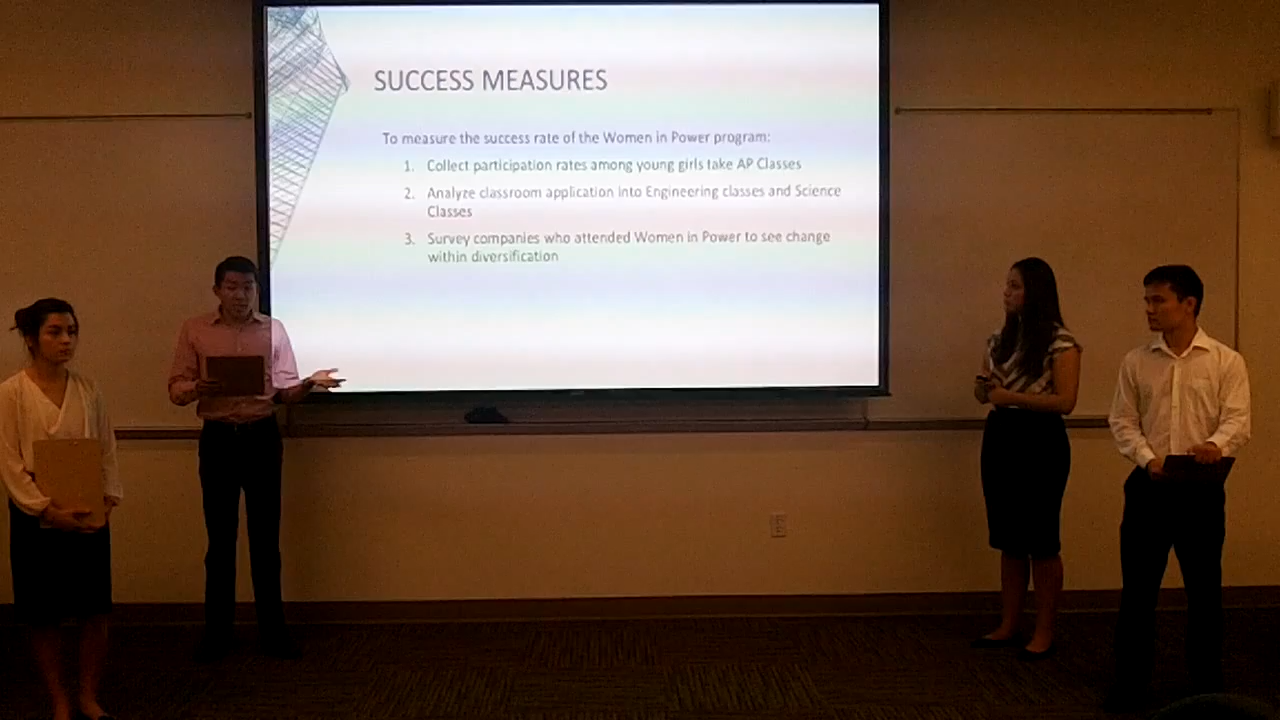 SUCCESS MEASURES
To measure the success rate of the Women in Power program:
1. Collect participation rates among young girls take AP Classes
2. Analyze classroom application into Engineering classes and Science
Classes
3. Survey companies who attended Women in Power to see change
within diversification